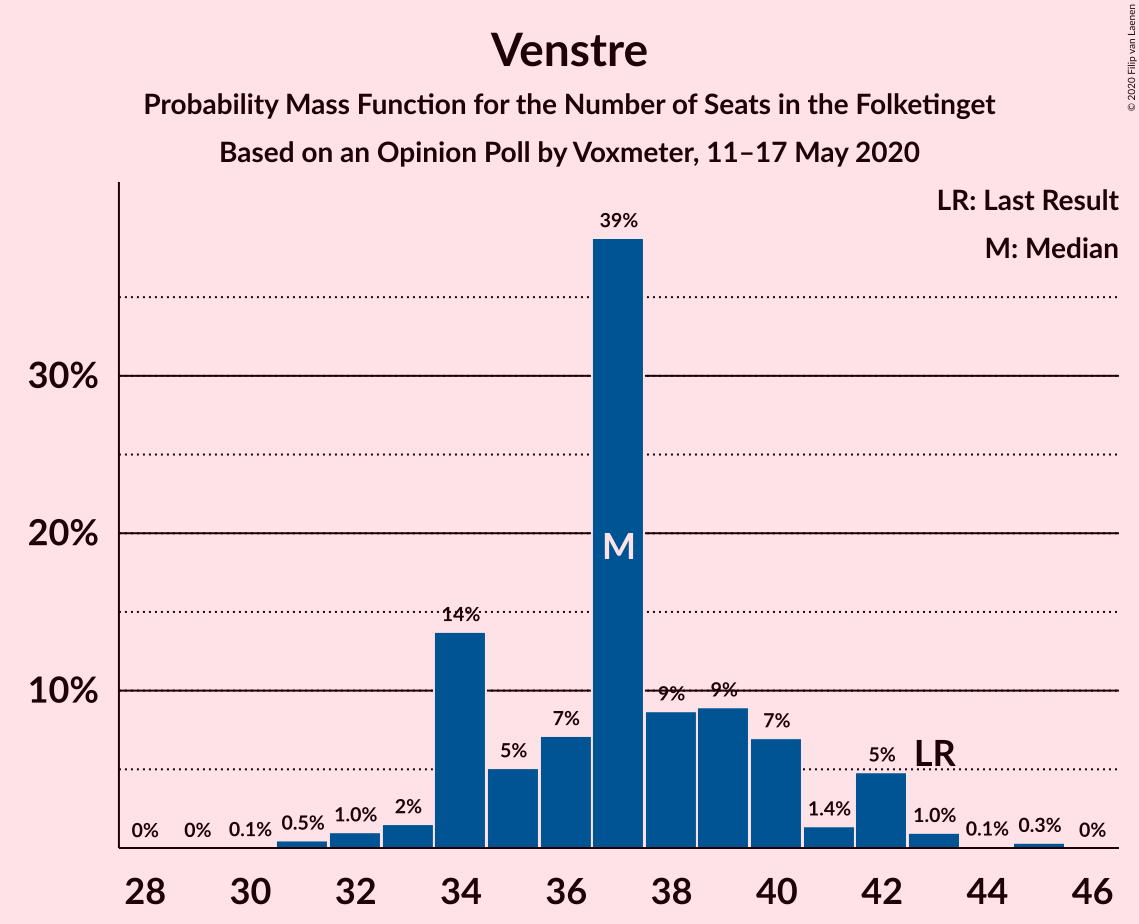 Venstre
Probability Mass Function for the Number of Seats in the Folketinget
Based on an Opinion Poll by Voxmeter, 11–17 May 2020
© 2020 Filip van Laenen
LR: Last Result
M: Median
39%
30%
20%
M
14%
10%
9%
9%
7%
7%
5%
5%
LR
0%
0%
0.1%
0.5%
1.0%
2%
1.4%
1.0%
0.1%
0.3%
0%
28 30 32 34 36 38 40 42 44 46